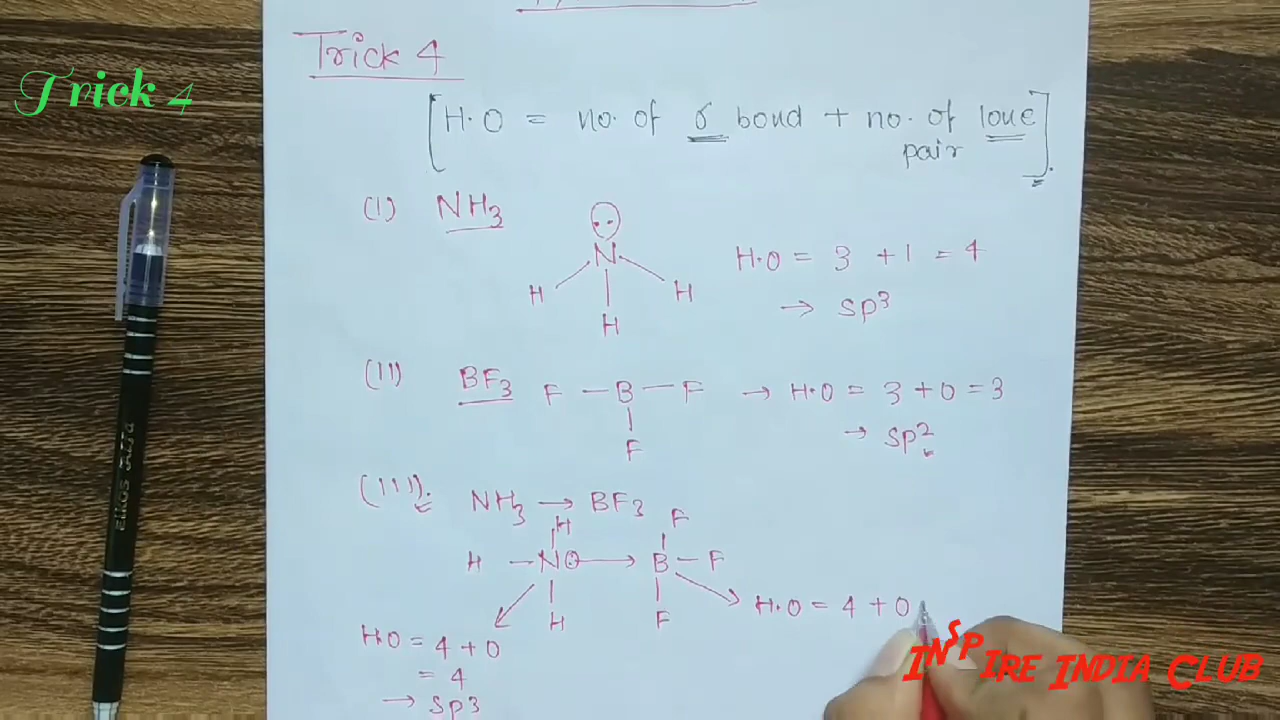 Trick 4
Trick 4
[H.O = no. of σ bond + no. of lone pair].
(I) NH3
N
H H
H
H.O = 3 + 1 = 4
→ sp3
(II) BF3
F — B — F
F
→ H.O = 3 + 0 = 3
→ sp2
(III). NH3 → BF3
H F
H — N → B — F
H F
H.O = 4 + 0
= 4
→ sp3
H.O = 4 + 0
INSPIRE INDIA CLUB